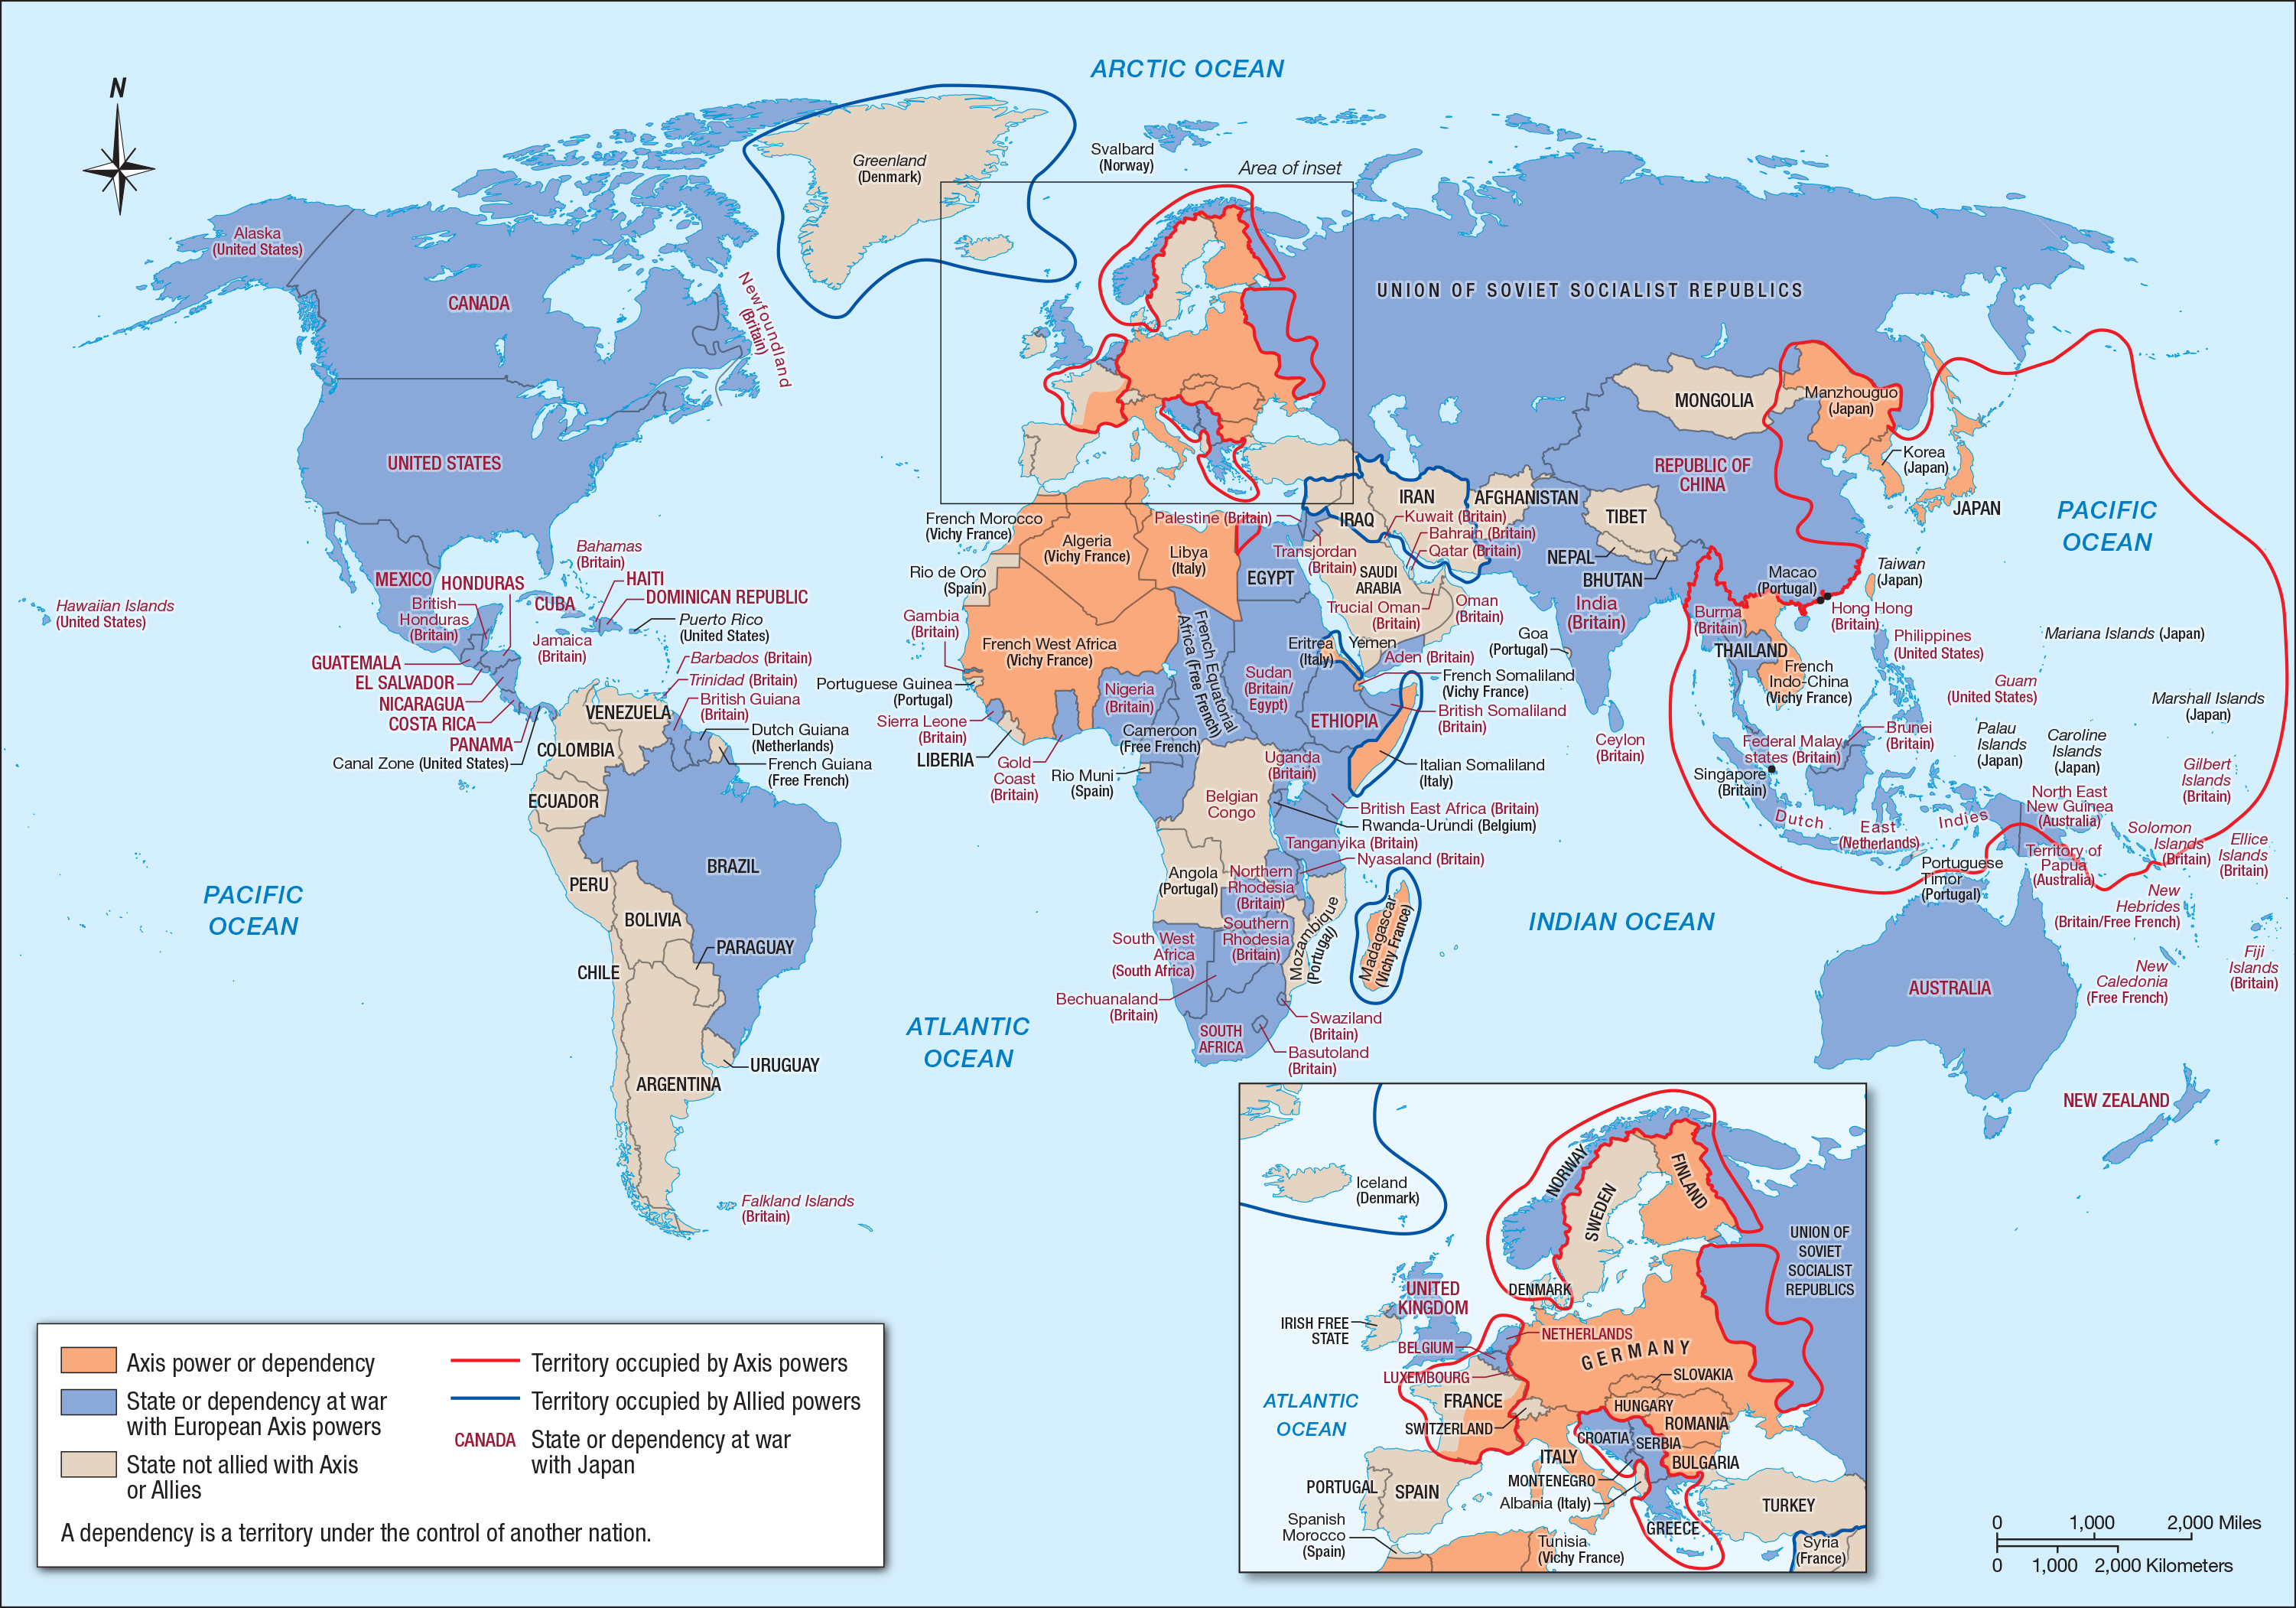 ARCTIC OCEAN
N
Svalbard
(Norway)
Area of inset
Greenland
(Denmark)
Alaska
(United States)
CANADA
Newfoundland
(Britain)
UNION OF SOVIET SOCIALIST REPUBLICS
MONGOLIA
Manzhouguo
(Japan)
Korea
(Japan)
JAPAN
REPUBLIC OF
CHINA
UNITED STATES
PACIFIC
OCEAN
IRAN
AFGHANISTAN
TIBET
IRAQ
Kuwait (Britain)
Bahrain (Britain)
Qatar (Britain)
Palestine (Britain)
Transjordan
(Britain)
French Morocco
(Vichy France)
Algeria
(Vichy France)
Libya
(Italy)
EGYPT
SAUDI
ARABIA
NEPAL
BHUTAN
Macao
(Portugal)
Taiwan
(Japan)
Rio de Oro
(Spain)
Bahamas
(Britain)
MEXICO
HONDURAS
HAITI
DOMINICAN REPUBLIC
CUBA
British
Honduras
(Britain)
Puerto Rico
(United States)
Jamaica
(Britain)
Hawaiian Islands
(United States)
GUATEMALA
EL SALVADOR
NICARAGUA
COSTA RICA
PANAMA
Canal Zone (United States)
Barbados (Britain)
Trinidad (Britain)
British Guiana
(Britain)
Dutch Guiana
(Netherlands)
French Guiana
(Free French)
VENEZUELA
COLOMBIA
ECUADOR
Gambia
(Britain)
French West Africa
(Vichy France)
Portuguese Guinea
(Portugal)
Sierra Leone
(Britain)
LIBERIA
Gold
Coast
(Britain)
Nigeria
(Britain)
Cameroon
(Free French)
Rio Muni
(Spain)
French Equatorial
Africa (Free French)
Sudan
(Britain/
Egypt)
Eritrea
(Italy)
Yemen
Trucial Oman
(Britain)
Oman
(Britain)
Aden (Britain)
French Somaliland
(Vichy France)
British Somaliland
(Britain)
ETHIOPIA
Italian Somaliland
(Italy)
Uganda
(Britain)
Belgian
Congo
British East Africa (Britain)
Rwanda-Urundi (Belgium)
Tanganyika (Britain)
Nyasaland (Britain)
Goa
(Portugal)
India
(Britain)
Ceylon
(Britain)
Burma
(Britain)
THAILAND
French
Indo-China
(Vichy France)
Hong Hong
(Britain)
Philippines
(United States)
Mariana Islands (Japan)
Guam
(United States)
Marshall Islands
(Japan)
Palau
Islands
(Japan)
Caroline
Islands
(Japan)
Brunei
(Britain)
Federal Malay
states (Britain)
Singapore
(Britain)
Gilbert
Islands
(Britain)
North East
New Guinea
(Australia)
Dutch East Indies
(Netherlands)
Portuguese
Timor
(Portugal)
Territory of
Papua
(Australia)
Solomon
Islands
(Britain)
Ellice
Islands
(Britain)
New
Hebrides
(Britain/Free French)
New
Caledonia
(Free French)
Fiji
Islands
(Britain)
BRAZIL
PERU
BOLIVIA
PARAGUAY
CHILE
URUGUAY
ARGENTINA
PACIFIC
OCEAN
Falkland Islands
(Britain)
Angola
(Portugal)
Northern
Rhodesia
(Britain)
Southern
Rhodesia
(Britain)
Mozambique
(Portugal)
Madagascar
(Vichy France)
South West
Africa
(South Africa)
Bechuanaland
(Britain)
SOUTH
AFRICA
Swaziland
(Britain)
Basutoland
(Britain)
ATLANTIC
OCEAN
INDIAN OCEAN
AUSTRALIA
NEW ZEALAND
Iceland
(Denmark)
NORWAY
SWEDEN
FINLAND
UNION OF
SOVIET
SOCIALIST
REPUBLICS
DENMARK
UNITED
KINGDOM
IRISH FREE
STATE
NETHERLANDS
BELGIUM
LUXEMBOURG
GERMANY
SLOVAKIA
FRANCE
HUNGARY
SWITZERLAND
ROMANIA
CROATIA
SERBIA
ITALY
BULGARIA
MONTENEGRO
Albania (Italy)
PORTUGAL
SPAIN
TURKEY
GREECE
Spanish
Morocco
(Spain)
Tunisia
(Vichy France)
Syria
(France)
ATLANTIC
OCEAN
Axis power or dependency
State or dependency at war
with European Axis powers
State not allied with Axis
or Allies
Territory occupied by Axis powers
Territory occupied by Allied powers
CANADA State or dependency at war
with Japan
A dependency is a territory under the control of another nation.
0 1,000 2,000 Miles
0 1,000 2,000 Kilometers